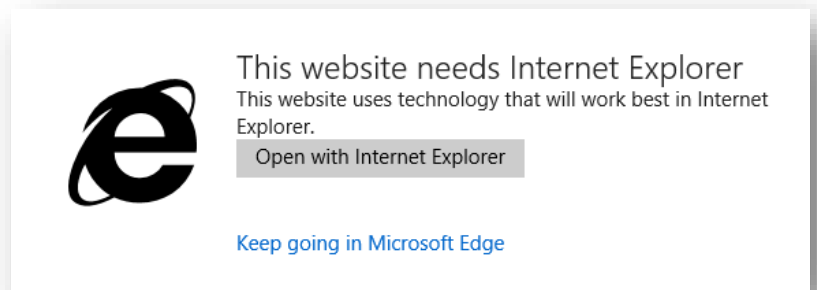 This website needs Internet Explorer
This website uses technology that will work best in Internet
Explorer.
Open with Internet Explorer
Keep going in Microsoft Edge